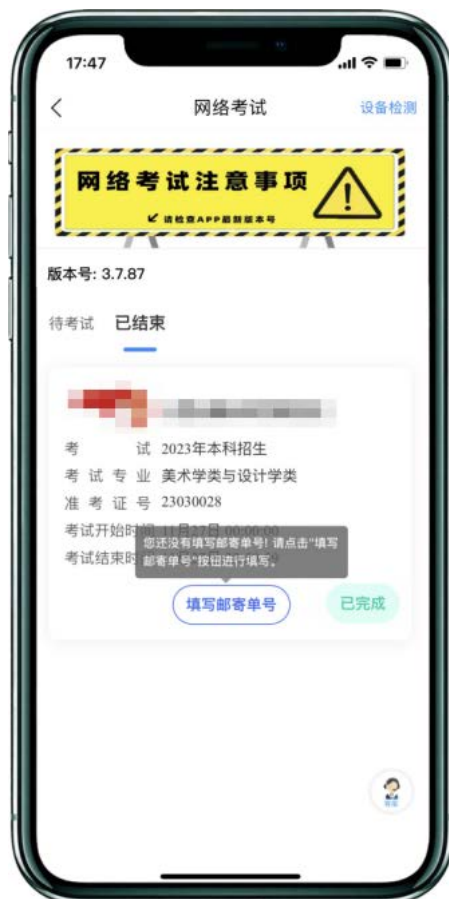 17:47
网络考试
设备检测
网络考试注意事项
请检查APP最新版本号
版本号: 3.7.87
待考试 已结束
考试 2023年本科招生
考试专业 美术学类与设计学类
准考证号 23030028
考试开始时间 11月27日 00:00:00
考试结束时
您还没有填写邮寄单号! 请点击“填写
邮寄单号”按钮进行填写。
填写邮寄单号
已完成